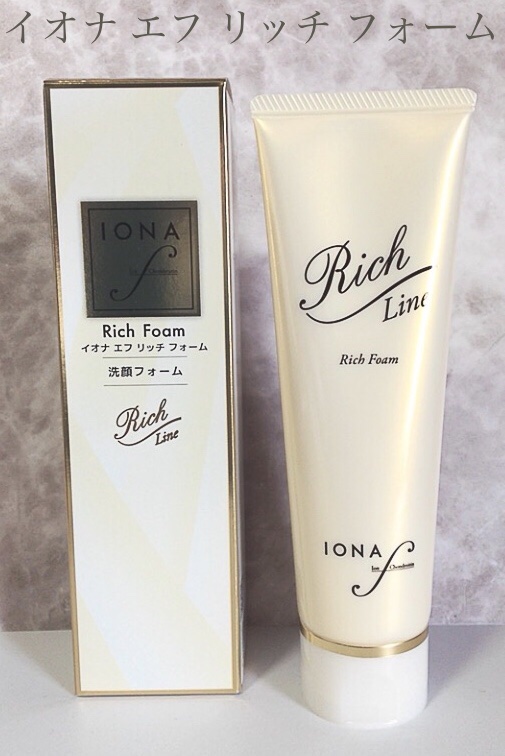 イオナ エフ リッチ フォーム
IONA
f
Rich Foam
イオナ エフ リッチ フォーム
洗顔フォーム
Rich
Line
Rich
Line
Rich Foam
IONA f
Ion Chondroitin